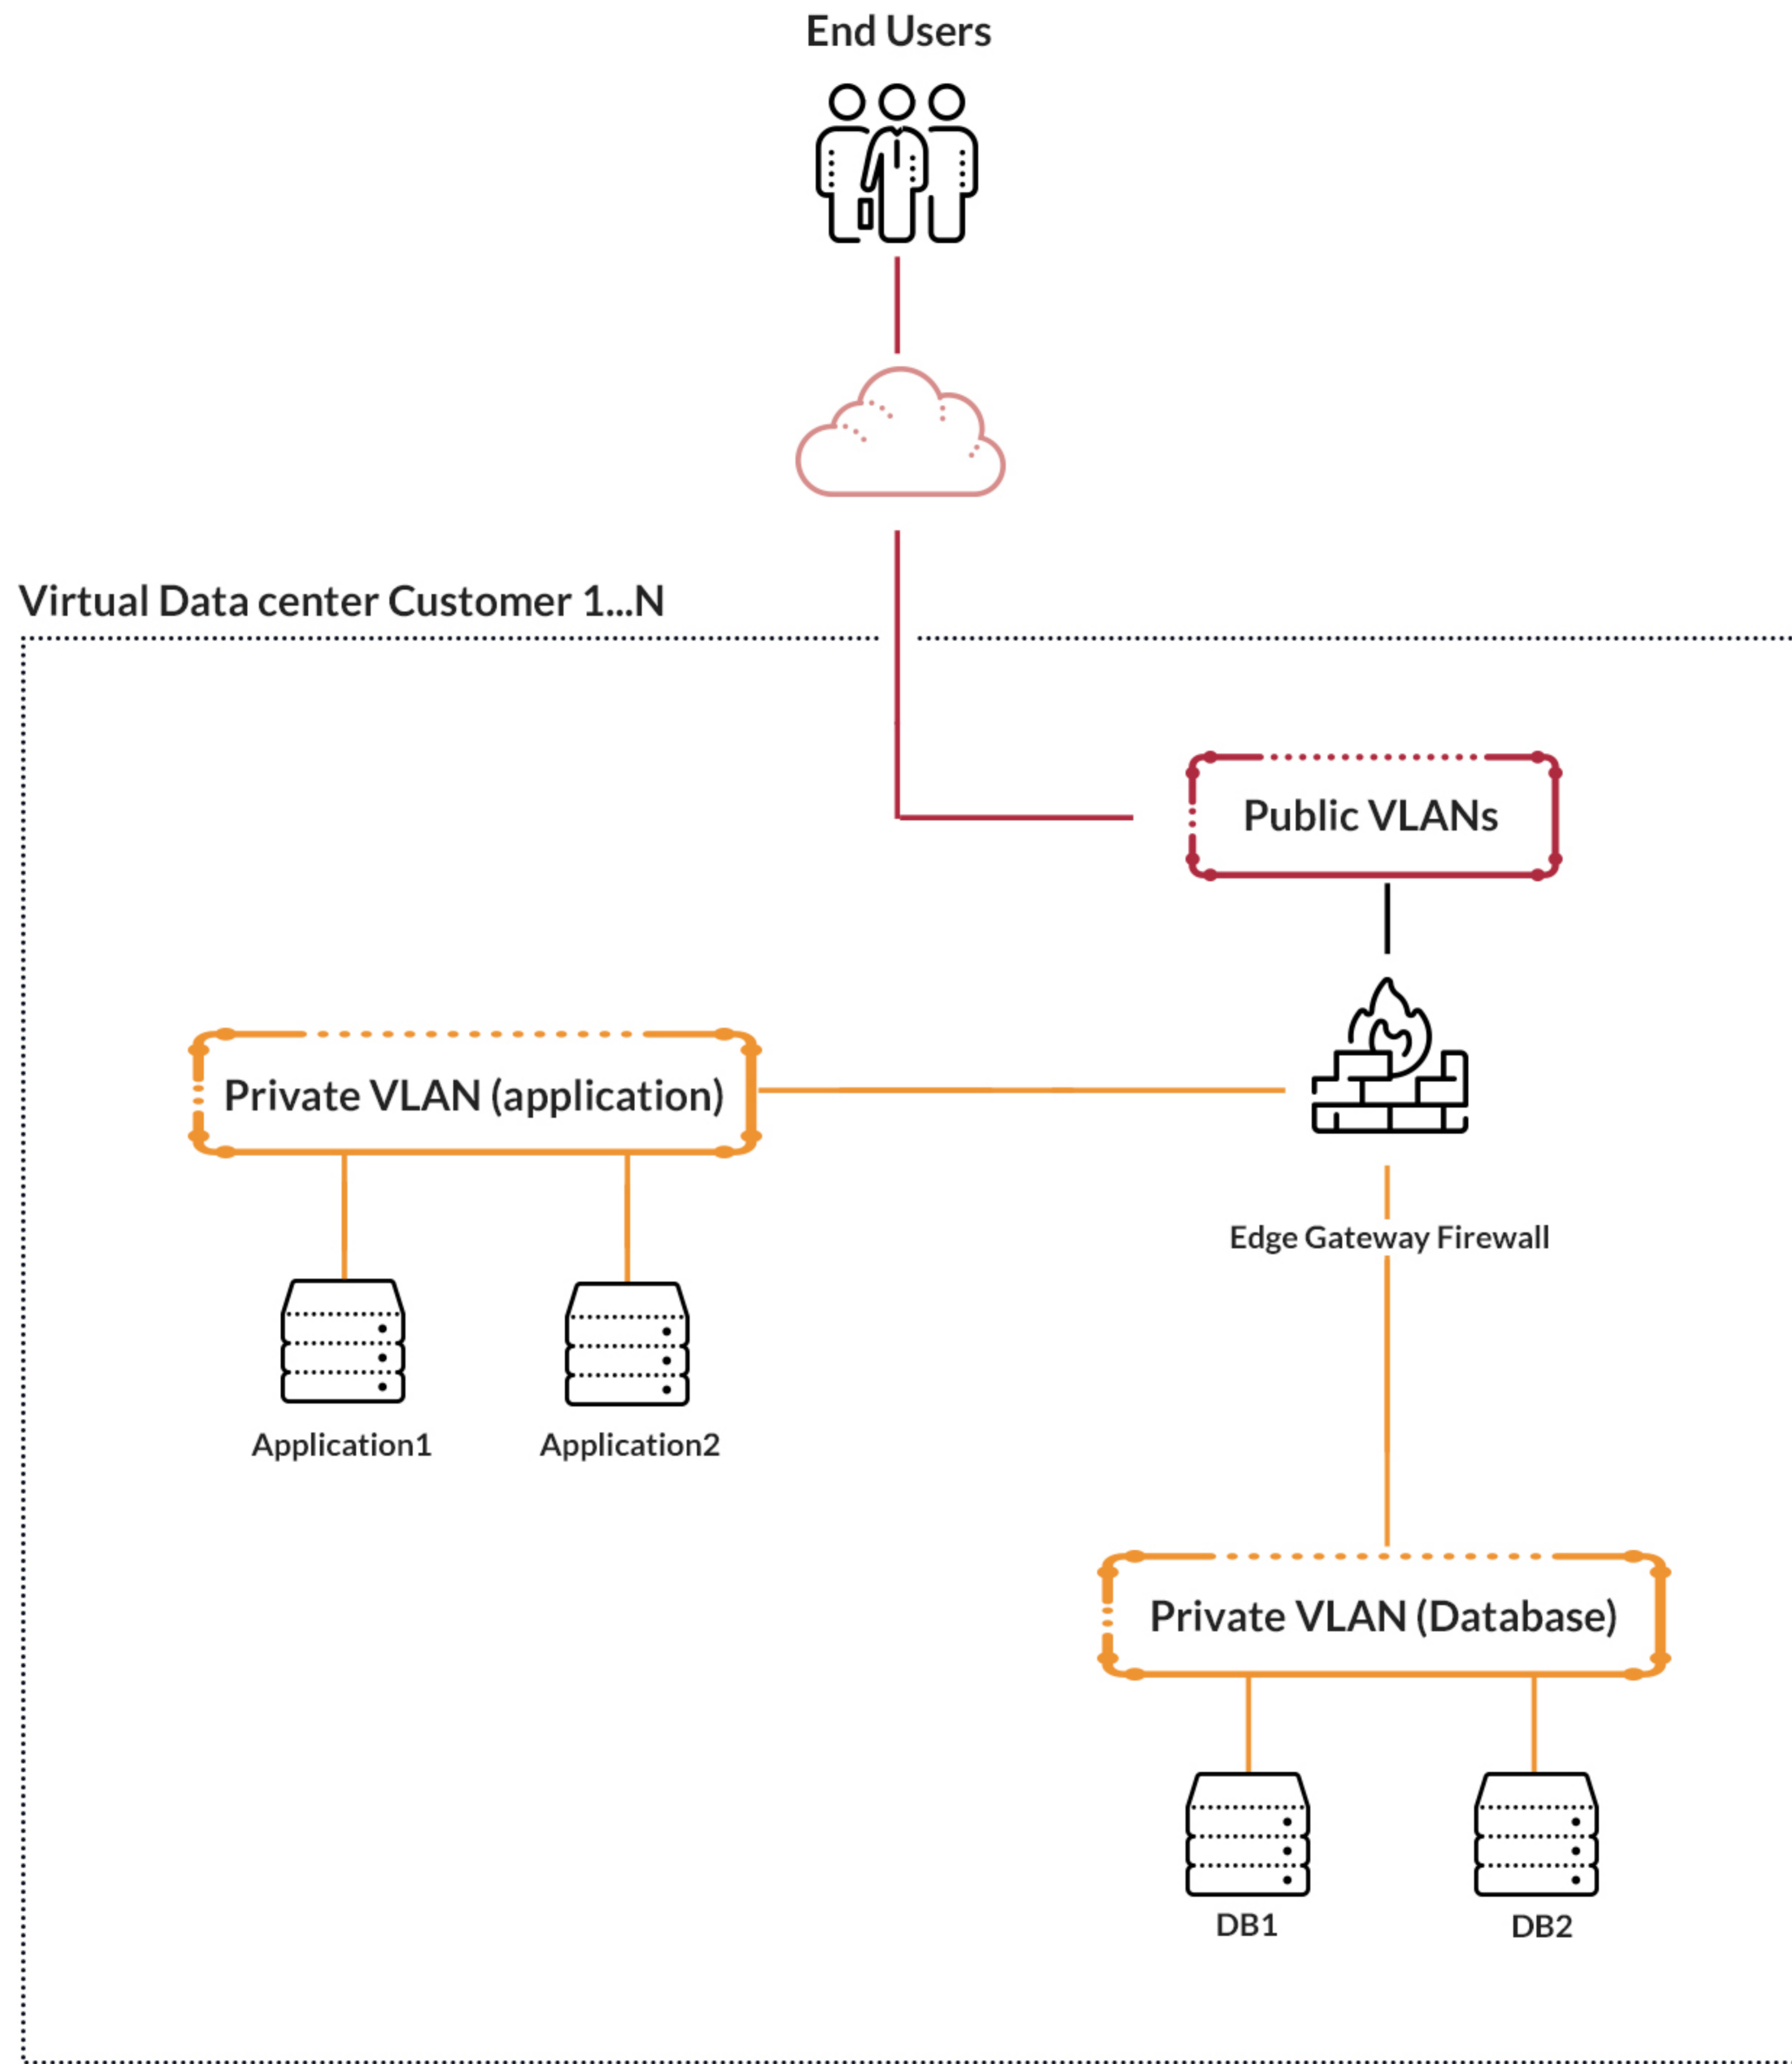 End Users
Virtual Data center Customer 1...N
Public VLANs
Private VLAN (application)
Edge Gateway Firewall
Application1
Application2
Private VLAN (Database)
DB1
DB2